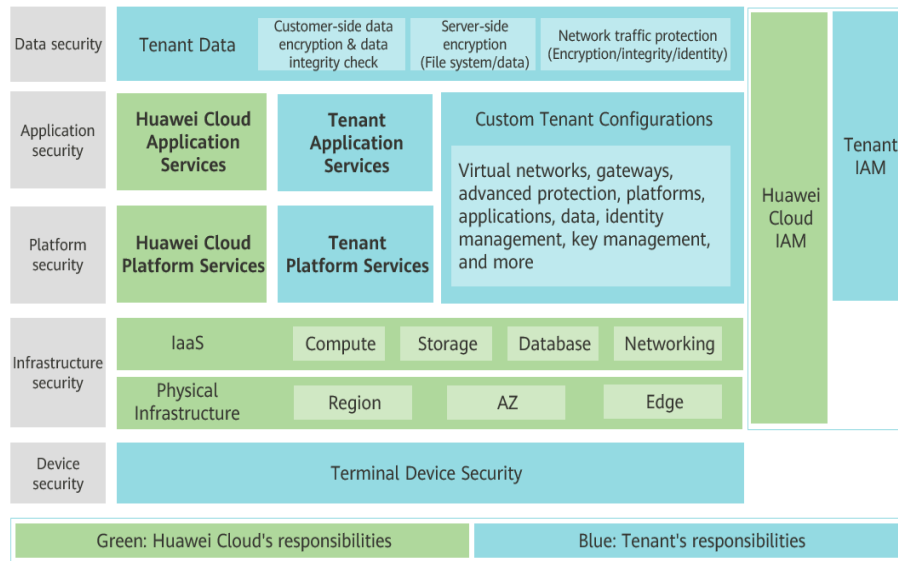 Data security
Tenant Data
Customer-side data
encryption & data
integrity check
Server-side
encryption
(File system/data)
Network traffic protection
(Encryption/integrity/identity)
Application
security
Huawei Cloud
Application
Services
Tenant
Application
Services
Custom Tenant Configurations
Virtual networks, gateways,
advanced protection, platforms,
applications, data, identity
management, key management,
and more
Platform
security
Huawei Cloud
Platform Services
Tenant
Platform Services
Huawei
Cloud
IAM
Tenant
IAM
Infrastructure
security
IaaS
Compute
Storage
Database
Networking
Physical
Infrastructure
Region
AZ
Edge
Device
security
Terminal Device Security
Green: Huawei Cloud's responsibilities
Blue: Tenant's responsibilities